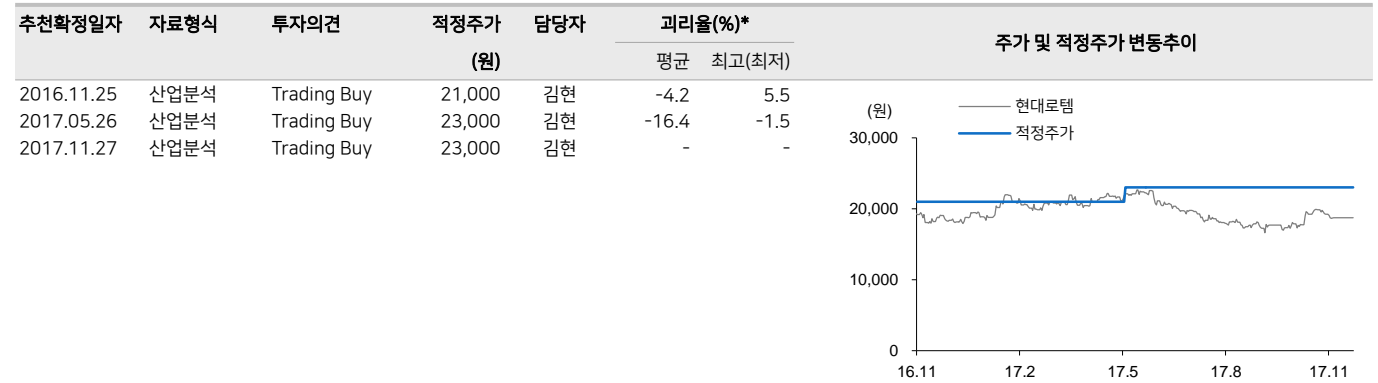 추천확정일자 자료형식 투자의견 적정주가 담당자 괴리율(%)* 주가 및 적정주가 변동추이
(원) 평균 최고(최저)
2016.11.25 산업분석 Trading Buy 21,000 김현 -4.2 5.5
2017.05.26 산업분석 Trading Buy 23,000 김현 -16.4 -1.5
2017.11.27 산업분석 Trading Buy 23,000 김현 - -
(원)
현대로템
적정주가
30,000
20,000
10,000
0
16.11 17.2 17.5 17.8 17.11